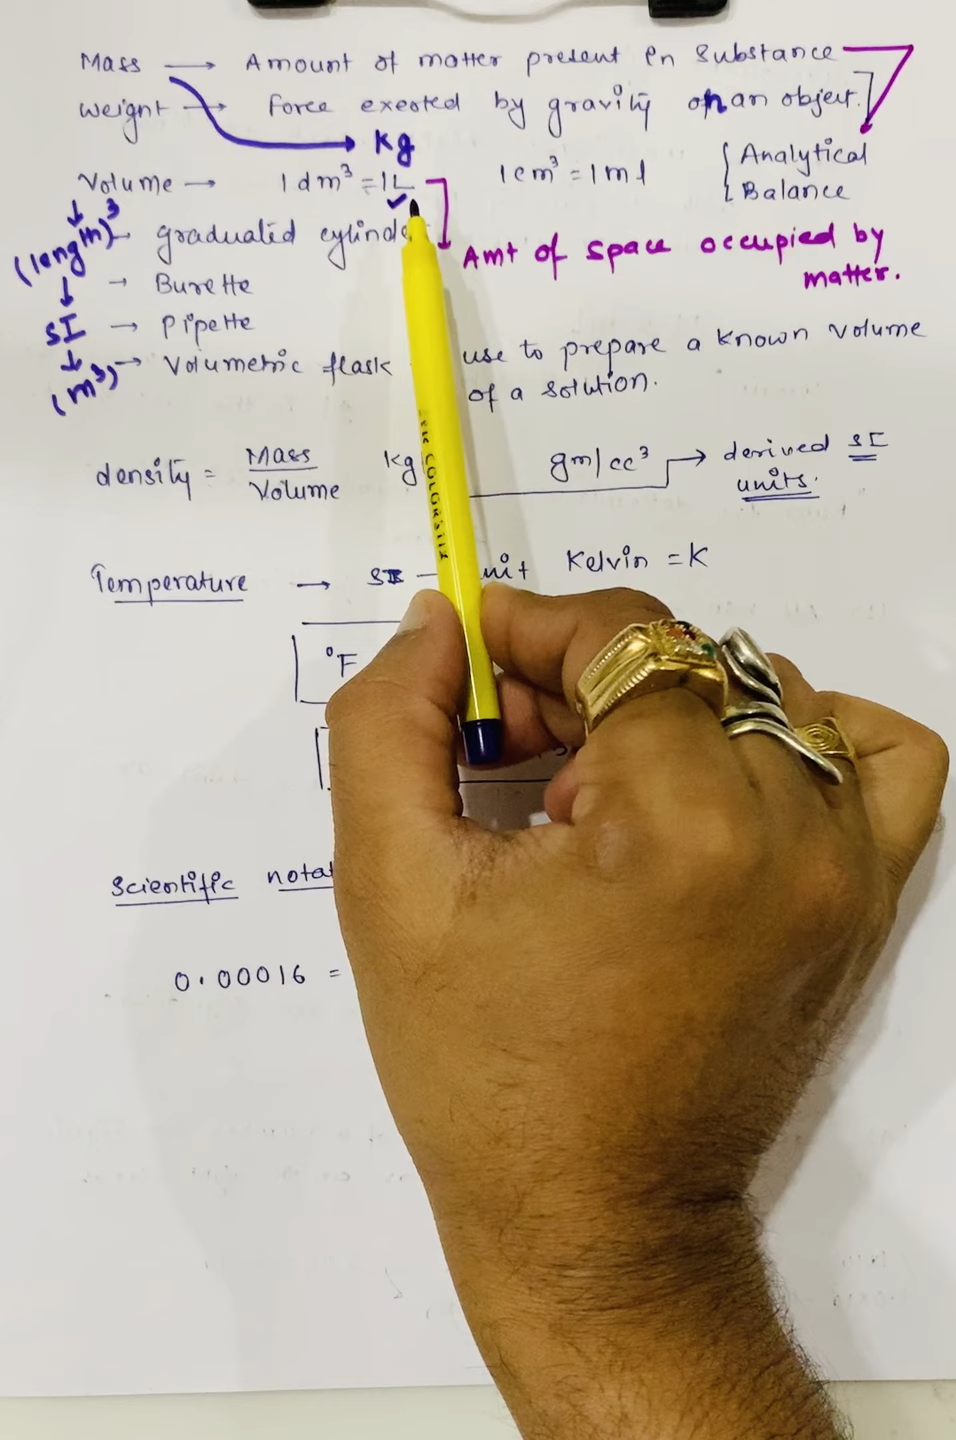 Mass → Amount of matter present in Substance
Weight → Force exerted by gravity on an object.
kg
Volume → 1 dm³ = 1L 1 cm³ = 1 ml { Analytical Balance
(length)³ → graduated cylinder
Amt of space occupied by matter.
→ Burette
SI → Pipette
(m³) → Volumetric flask use to prepare a known volume
of a solution.
density = Mass / Volume kg gm/cc³ → derived SI units.
Temperature → SI — unit Kelvin = K
°F
Scientific
0.00016 =